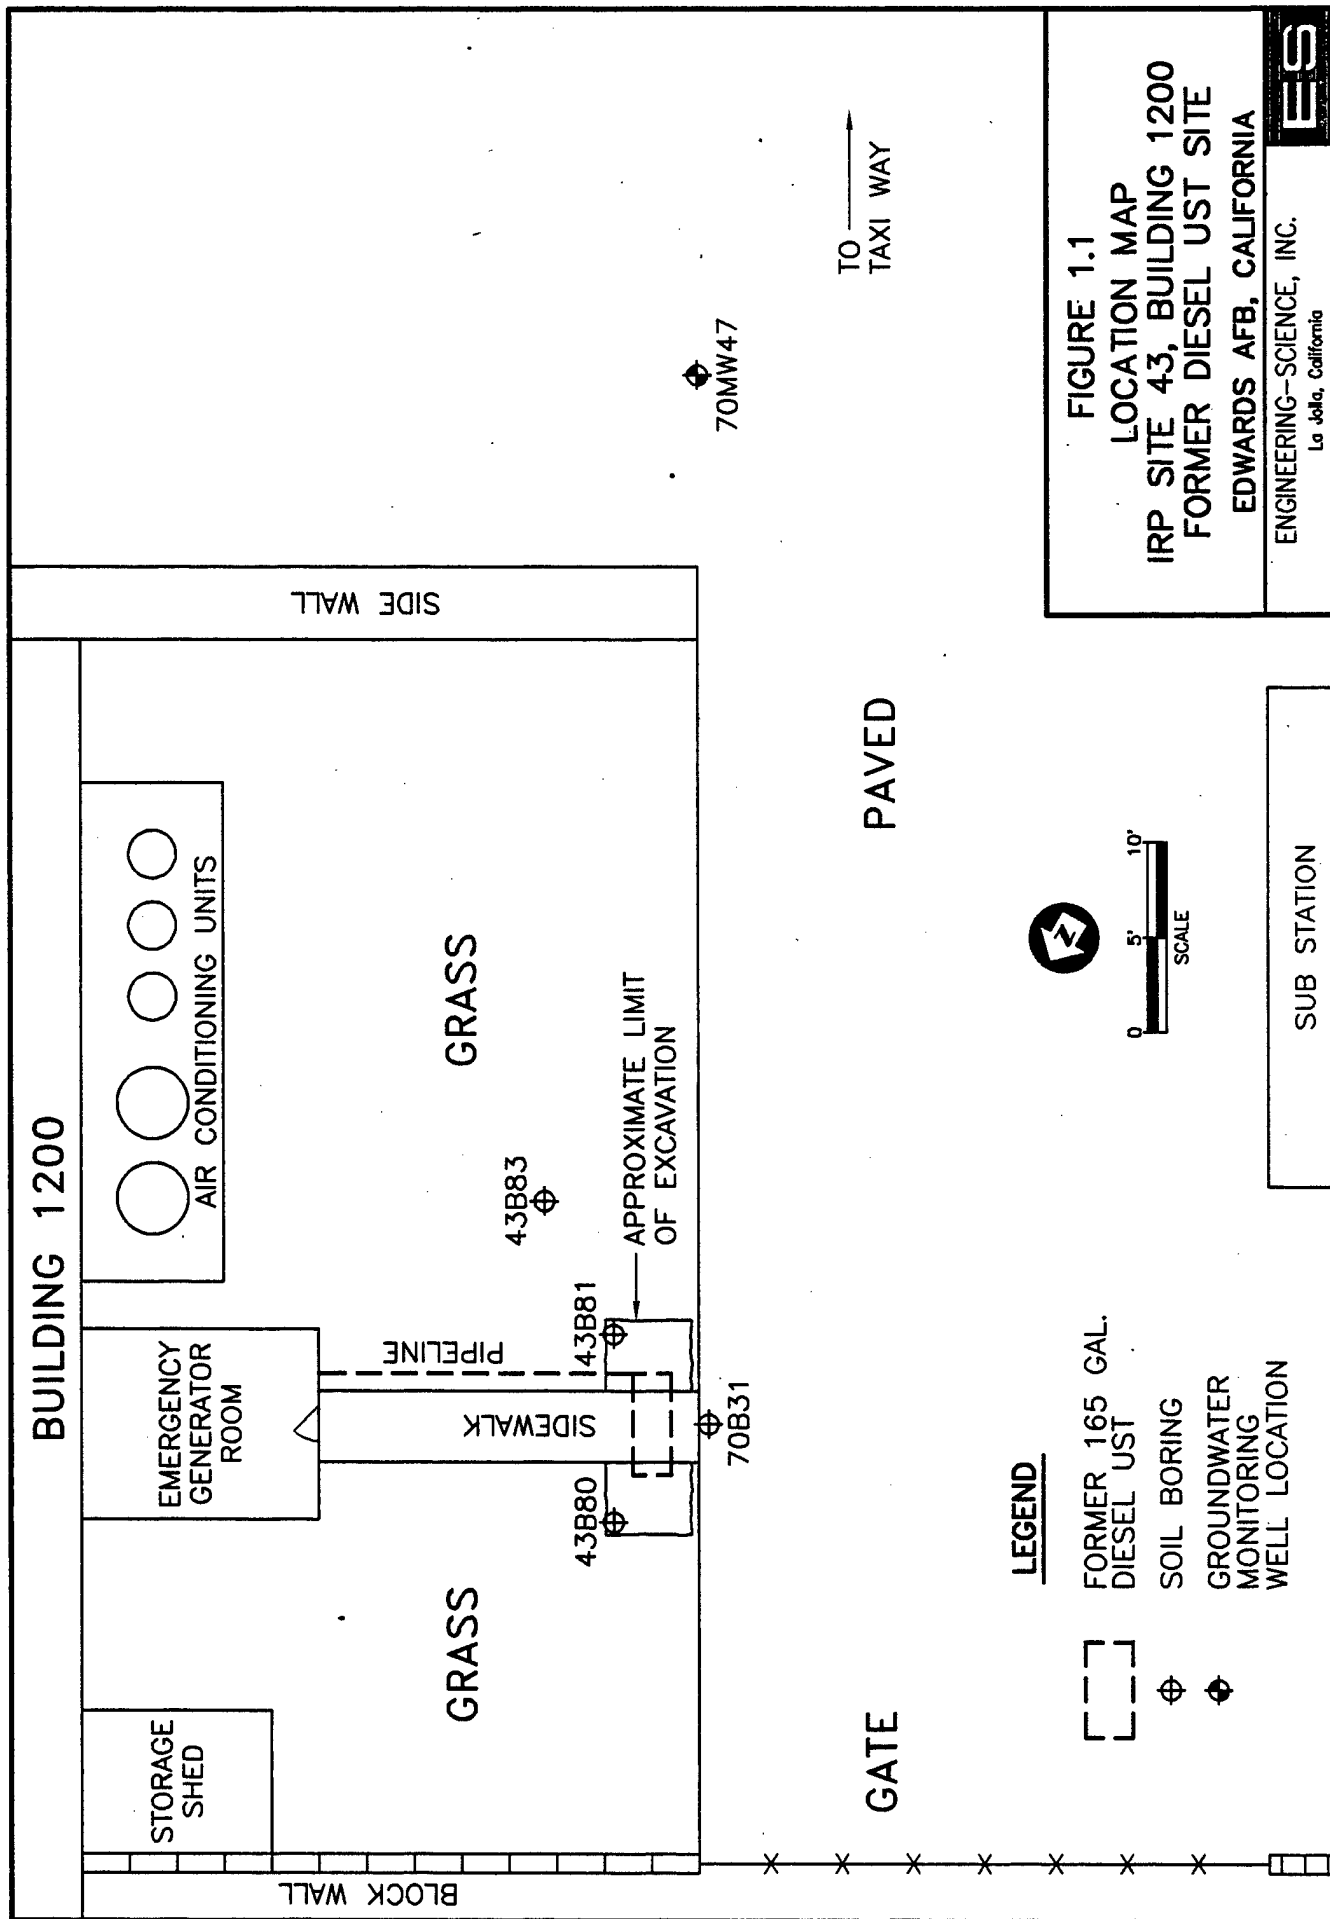 BUILDING 1200
STORAGE
SHED
EMERGENCY
GENERATOR
ROOM
AIR CONDITIONING UNITS
BLOCK WALL
SIDE WALL
GRASS
GRASS
SIDEWALK
PIPELINE
43B80
43B81
43B83
70B31
APPROXIMATE LIMIT
OF EXCAVATION
70MW47
GATE
PAVED
TO
TAXI WAY
LEGEND
FORMER 165 GAL.
DIESEL UST
SOIL BORING
GROUNDWATER
MONITORING
WELL LOCATION
N
0 5' 10'
SCALE
SUB STATION
FIGURE 1.1
LOCATION MAP
IRP SITE 43, BUILDING 1200
FORMER DIESEL UST SITE
EDWARDS AFB, CALIFORNIA
ENGINEERING-SCIENCE, INC.
La Jolla, California
ES